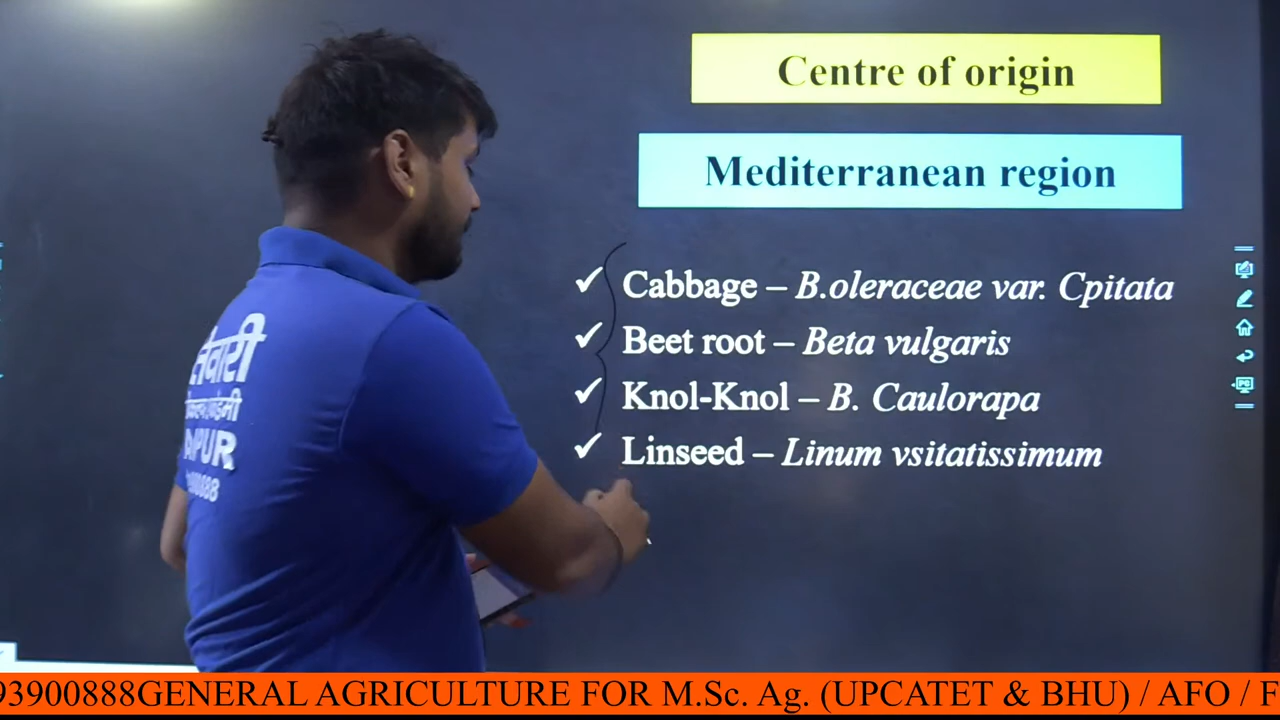 Centre of origin
Mediterranean region
✓ Cabbage – B.oleraceae var. Cpitata
✓ Beet root – Beta vulgaris
✓ Knol-Knol – B. Caulorapa
✓ Linseed – Linum vsitatissimum
93900888GENERAL AGRICULTURE FOR M.Sc. Ag. (UPCATET & BHU) / AFO / F